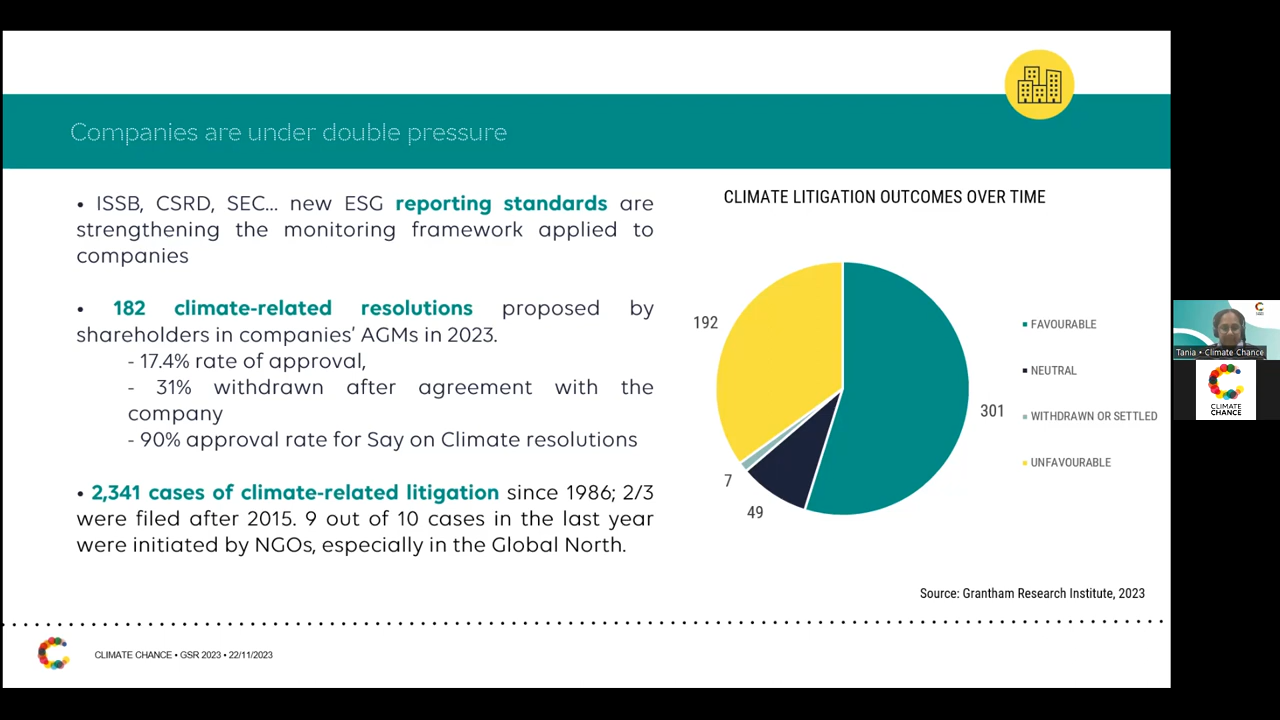 Companies are under double pressure
• ISSB, CSRD, SEC... new ESG reporting standards are
strengthening the monitoring framework applied to
companies
• 182 climate-related resolutions proposed by
shareholders in companies' AGMs in 2023.
- 17.4% rate of approval,
- 31% withdrawn after agreement with the
company
- 90% approval rate for Say on Climate resolutions
• 2,341 cases of climate-related litigation since 1986; 2/3
were filed after 2015. 9 out of 10 cases in the last year
were initiated by NGOs, especially in the Global North.
CLIMATE LITIGATION OUTCOMES OVER TIME
192
301
7
49
FAVOURABLE
NEUTRAL
WITHDRAWN OR SETTLED
UNFAVOURABLE
Source: Grantham Research Institute, 2023
CLIMATE CHANCE • GSR 2023 • 22/11/2023
Tania • Climate Chance
CLIMATE
CHANCE